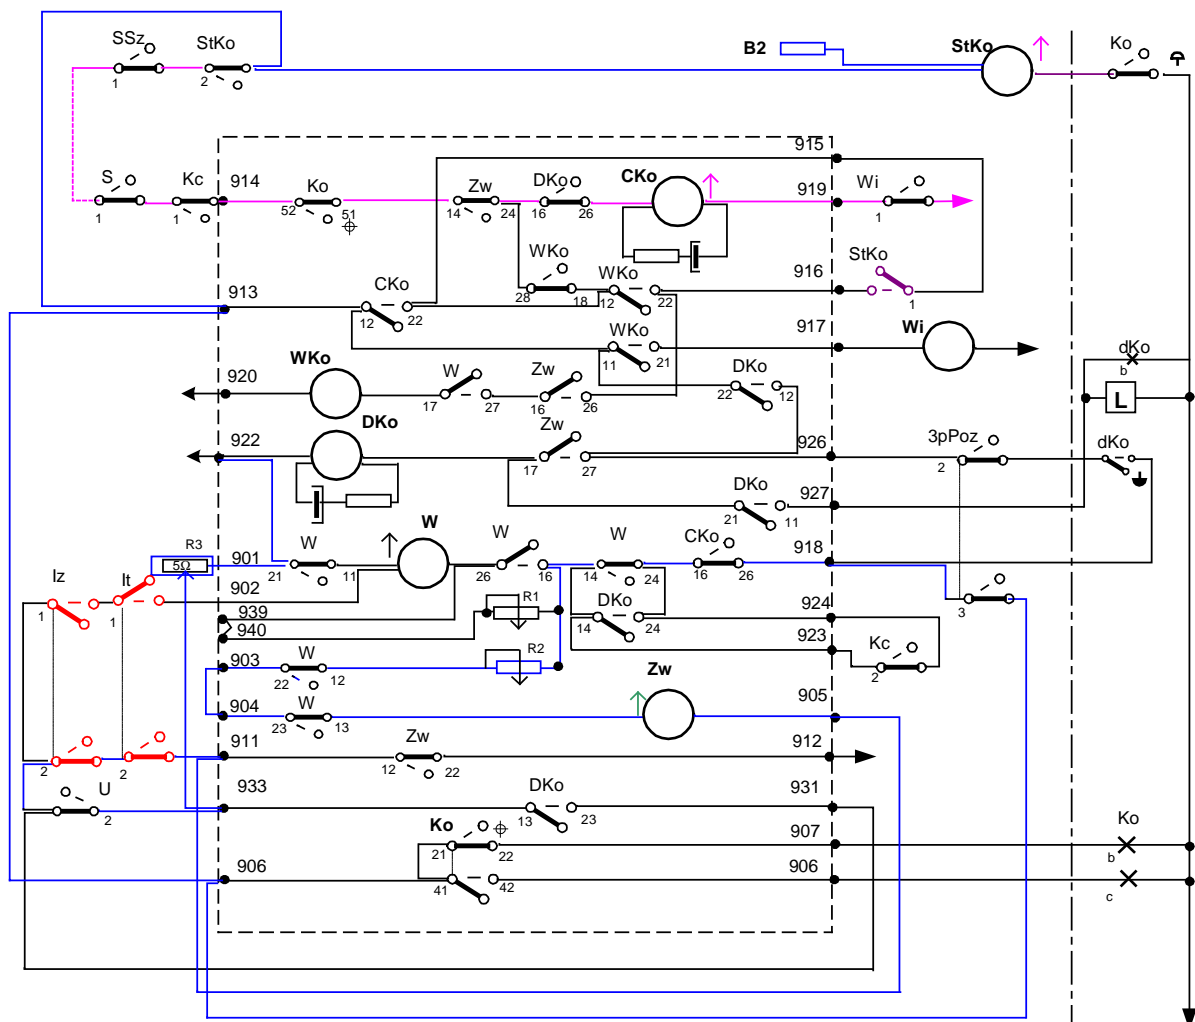 SSz StKo B2 StKo Ko
1 2
915
S Kc 914 Ko Zw DKo CKo 919 Wi
1 1 52 51 14 24 16 26 1
WKo WKo 916 StKo
913 CKo 28 18 12 22 1
12 22 917 Wi
WKo
11 21 dKo
WKo W Zw DKo b
920 17 27 16 26 22 12 L
DKo Zw
922 17 27 926 3pPoz dKo
2
DKo 927
21 11
W W W CKo 918
R3 901 W
5Ω 21 11 26 16 14 24 16 26
Iz It 902 R1 DKo 924 3
1 1 939 14 24
940 923 Kc
903 W R2 2
22 12 Zw
904 W 905
23 13
911 Zw 912
2 2 12 22
U 933 DKo 931
2 13 23
Ko 907 Ko
21 22 b
906 906
41 42 c